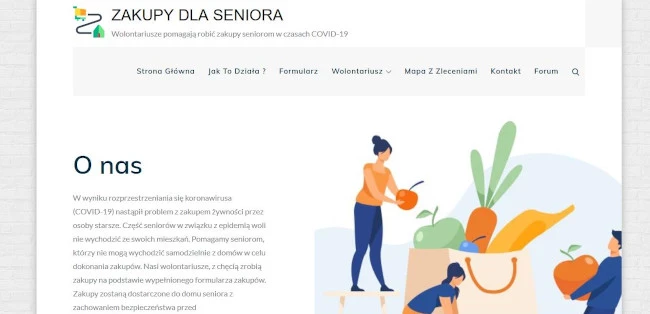 ZAKUPY DLA SENIORA
Wolontariusze pomagają robić zakupy seniorom w czasach COVID-19
Strona Główna Jak To Działa ? Formularz Wolontariusz Mapa Z Zleceniami Kontakt Forum
O nas
W wyniku rozprzestrzeniania się koronawirusa
(COVID-19) nastąpił problem z zakupem żywności przez
osoby starsze. Część seniorów w związku z epidemią woli
nie wychodzić ze swoich mieszkań. Pomagamy seniorom,
którzy nie mogą wychodzić samodzielnie z domów w celu
dokonania zakupów. Nasi wolontariusze, z chęcią zrobią
zakupy na podstawie wypełnionego formularza zakupów.
Zakupy zostaną dostarczone do domu seniora z
zachowaniem bezpieczeństwa przed